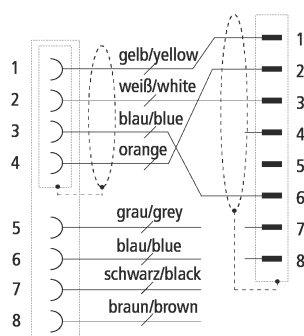 gelb/yellow
1
1
weiß/white
2
2
blau/blue
3
3
orange
4
4
5
6
grau/grey
5
7
blau/blue
6
8
schwarz/black
7
braun/brown
8